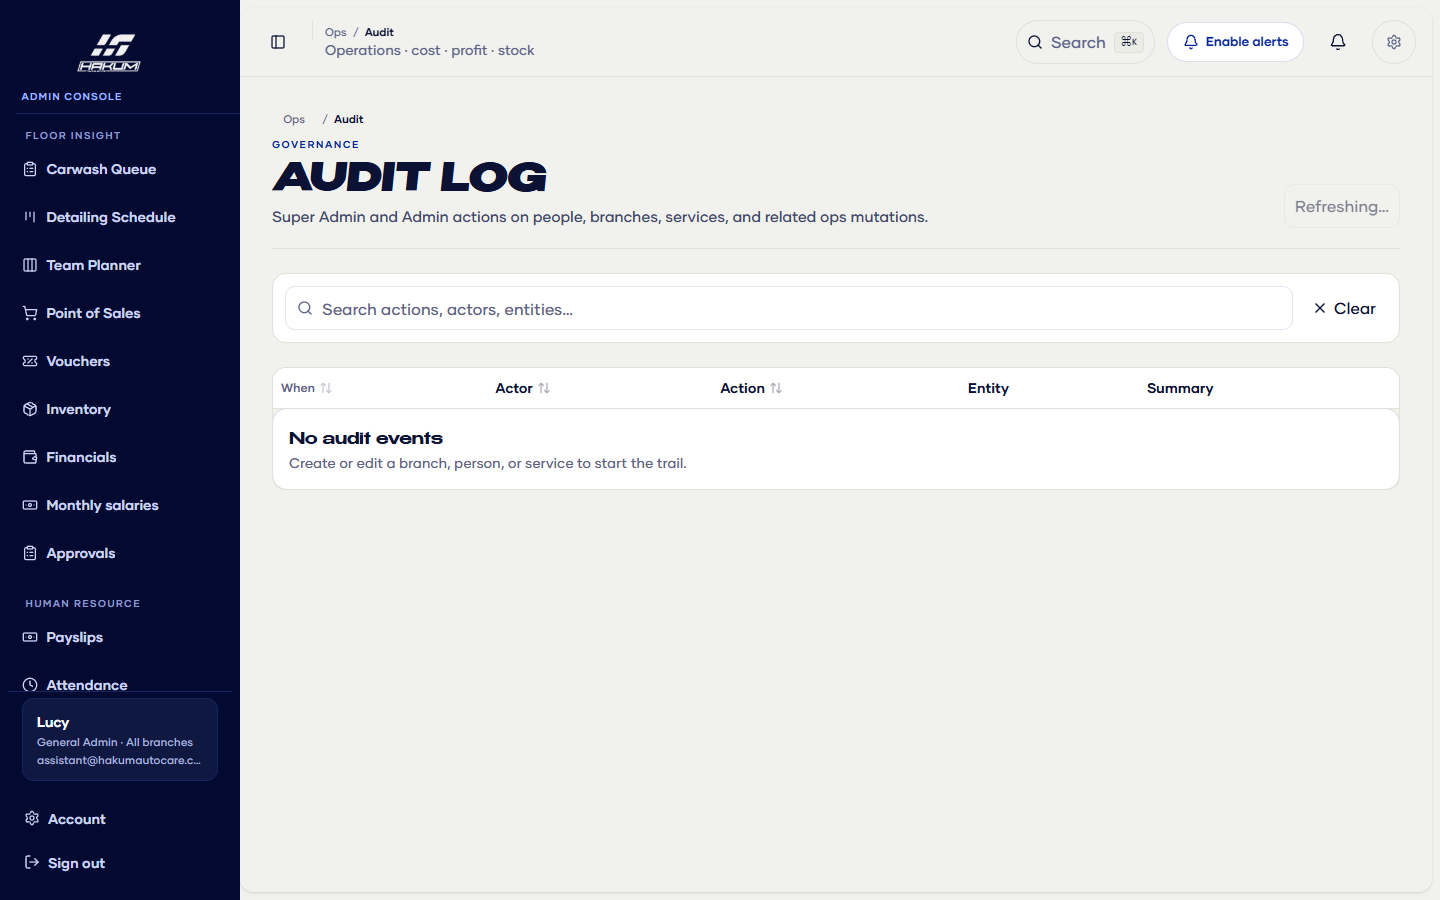 HAKUM
ADMIN CONSOLE
FLOOR INSIGHT
Carwash Queue
Detailing Schedule
Team Planner
Point of Sales
Vouchers
Inventory
Financials
Monthly salaries
Approvals
HUMAN RESOURCE
Payslips
Attendance
Lucy
General Admin · All branches
assistant@hakumautocare.c...
Account
Sign out
Ops / Audit
Operations · cost · profit · stock
Search ⌘K
Enable alerts
Ops / Audit
GOVERNANCE
AUDIT LOG
Super Admin and Admin actions on people, branches, services, and related ops mutations.
Refreshing...
Search actions, actors, entities...
Clear
When Actor Action Entity Summary
No audit events
Create or edit a branch, person, or service to start the trail.